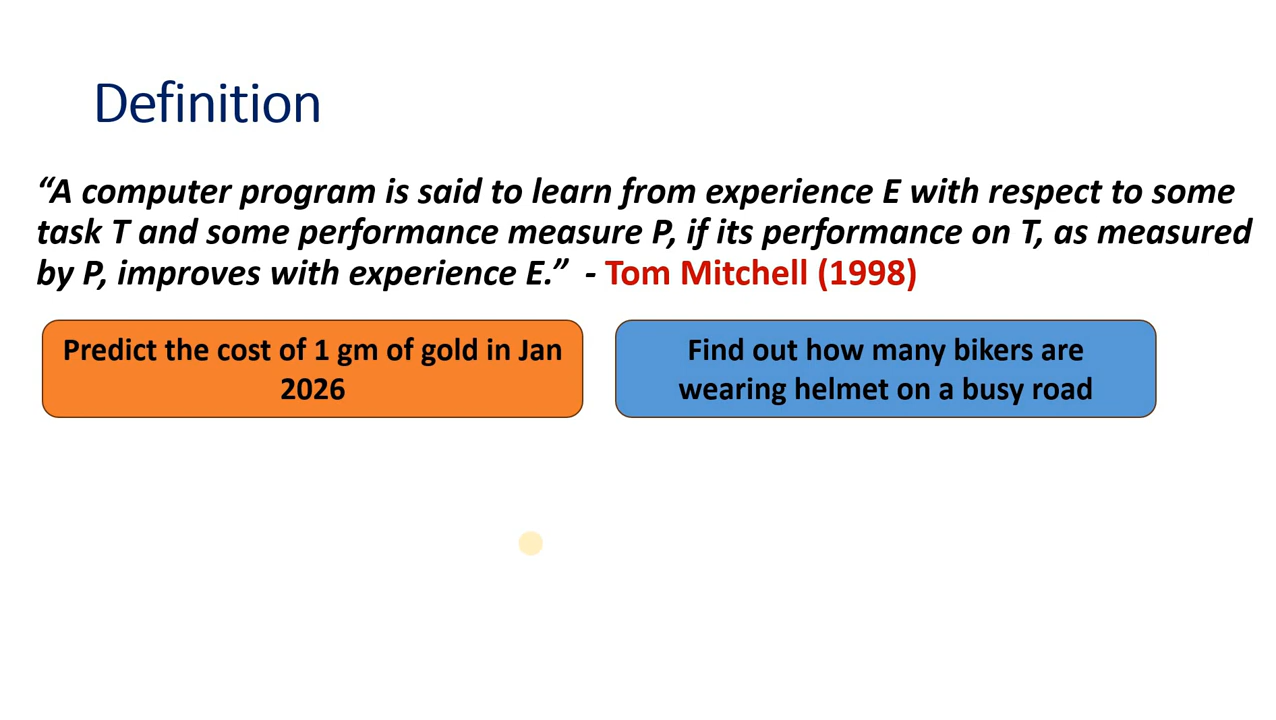 Definition
“A computer program is said to learn from experience E with respect to some
task T and some performance measure P, if its performance on T, as measured
by P, improves with experience E.” - Tom Mitchell (1998)
Predict the cost of 1 gm of gold in Jan
2026
Find out how many bikers are
wearing helmet on a busy road